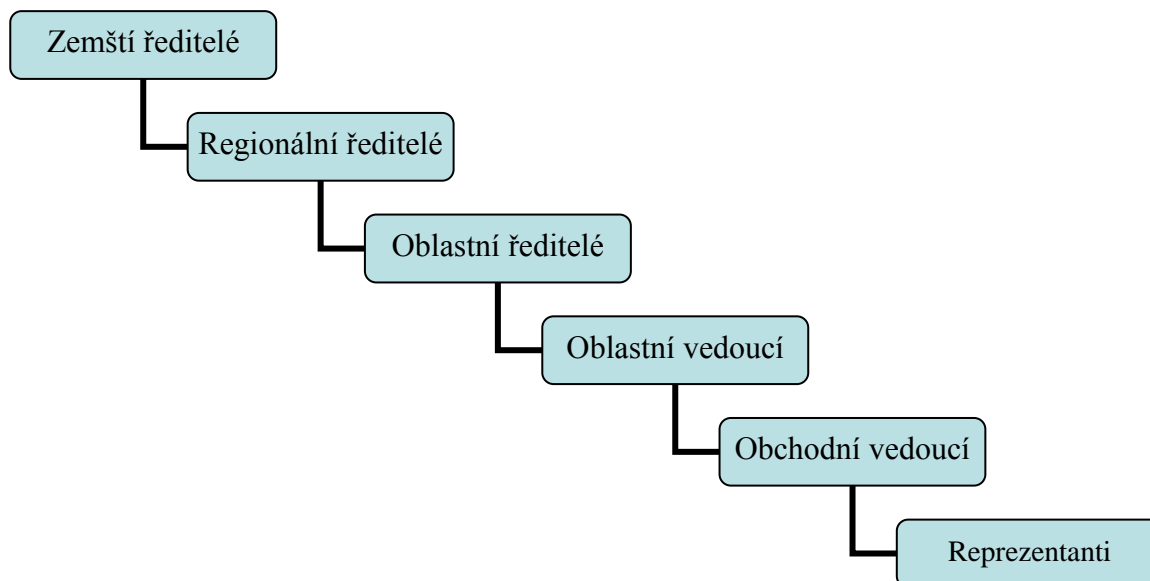 Zemští ředitelé
Regionální ředitelé
Oblastní ředitelé
Oblastní vedoucí
Obchodní vedoucí
Reprezentanti